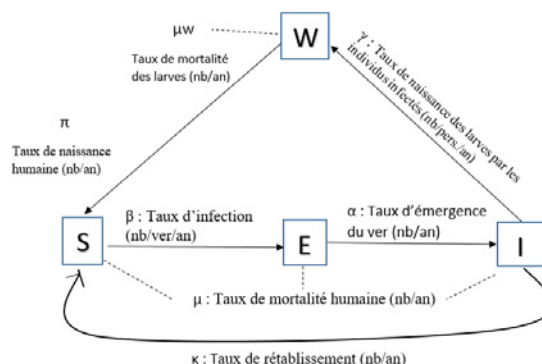 μw
W
Taux de mortalité
des larves (nb/an)
γ : Taux de naissance des larves par les
individus infectés (nb/pers./an)
π
Taux de naissance
humaine (nb/an)
β : Taux d'infection
(nb/ver/an)
α : Taux d'émergence
du ver (nb/an)
S
E
I
μ : Taux de mortalité humaine (nb/an)
κ : Taux de rétablissement (nb/an)